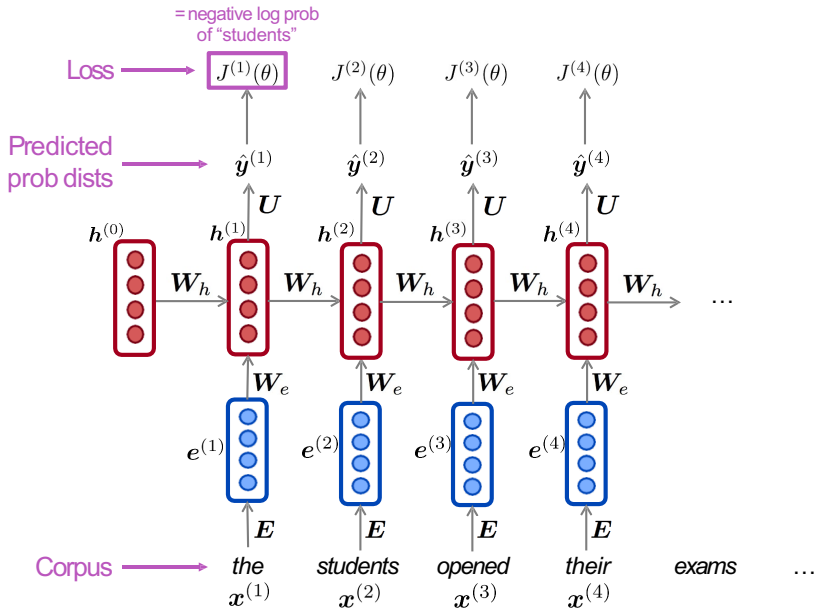 = negative log prob
of “students”
Loss J⁽¹⁾(θ) J⁽²⁾(θ) J⁽³⁾(θ) J⁽⁴⁾(θ)
Predicted
prob dists
ŷ⁽¹⁾ ŷ⁽²⁾ ŷ⁽³⁾ ŷ⁽⁴⁾
U U U U
h⁽⁰⁾ h⁽¹⁾ h⁽²⁾ h⁽³⁾ h⁽⁴⁾
W_h W_h W_h W_h W_h ...
W_e W_e W_e W_e
e⁽¹⁾ e⁽²⁾ e⁽³⁾ e⁽⁴⁾
E E E E
Corpus the students opened their exams ...
x⁽¹⁾ x⁽²⁾ x⁽³⁾ x⁽⁴⁾